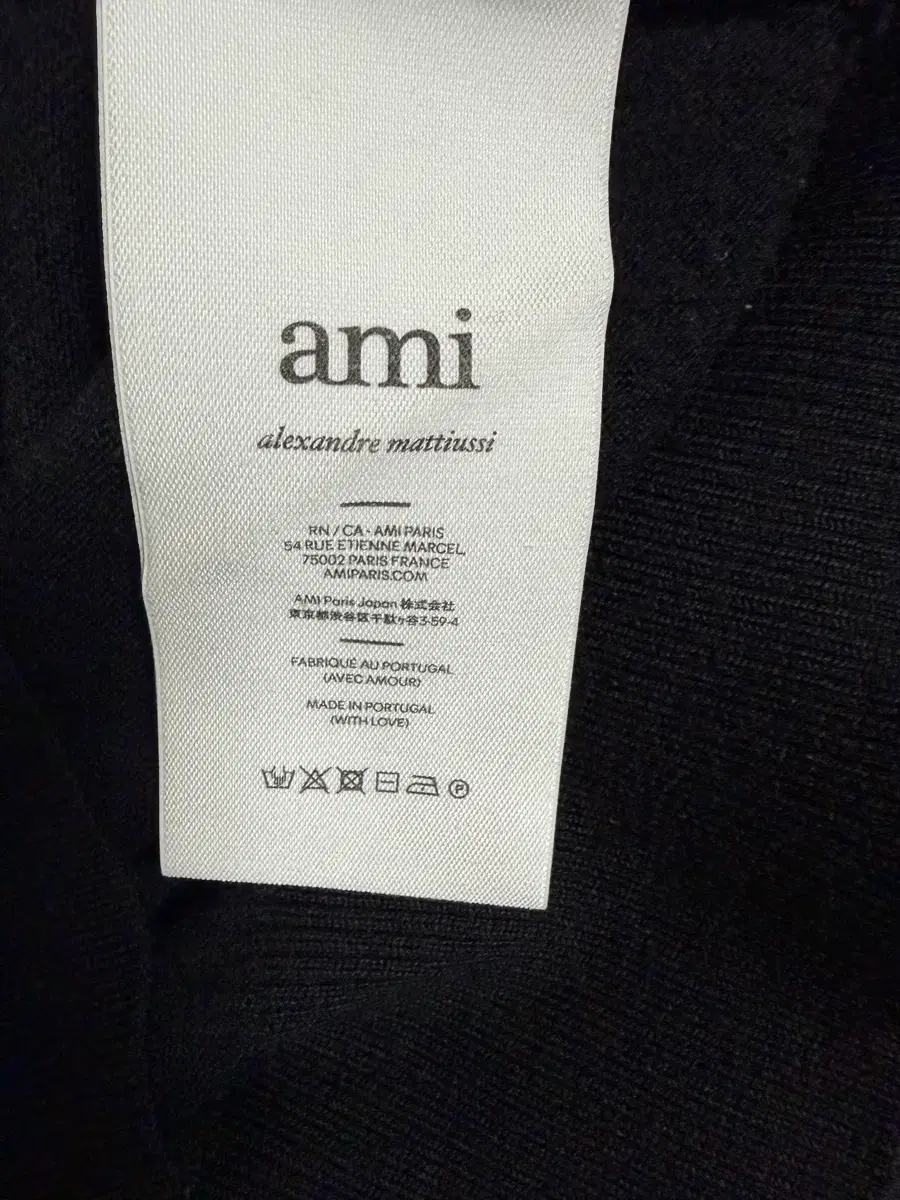 ami
alexandre mattiussi
RN / CA - AMI PARIS
54 RUE ETIENNE MARCEL,
75002 PARIS FRANCE
AMIPARIS.COM
AMI Paris Japan 株式会社
東京都渋谷区千駄ヶ谷3-59-4
FABRIQUÉ AU PORTUGAL
(AVEC AMOUR)
MADE IN PORTUGAL
(WITH LOVE)
P